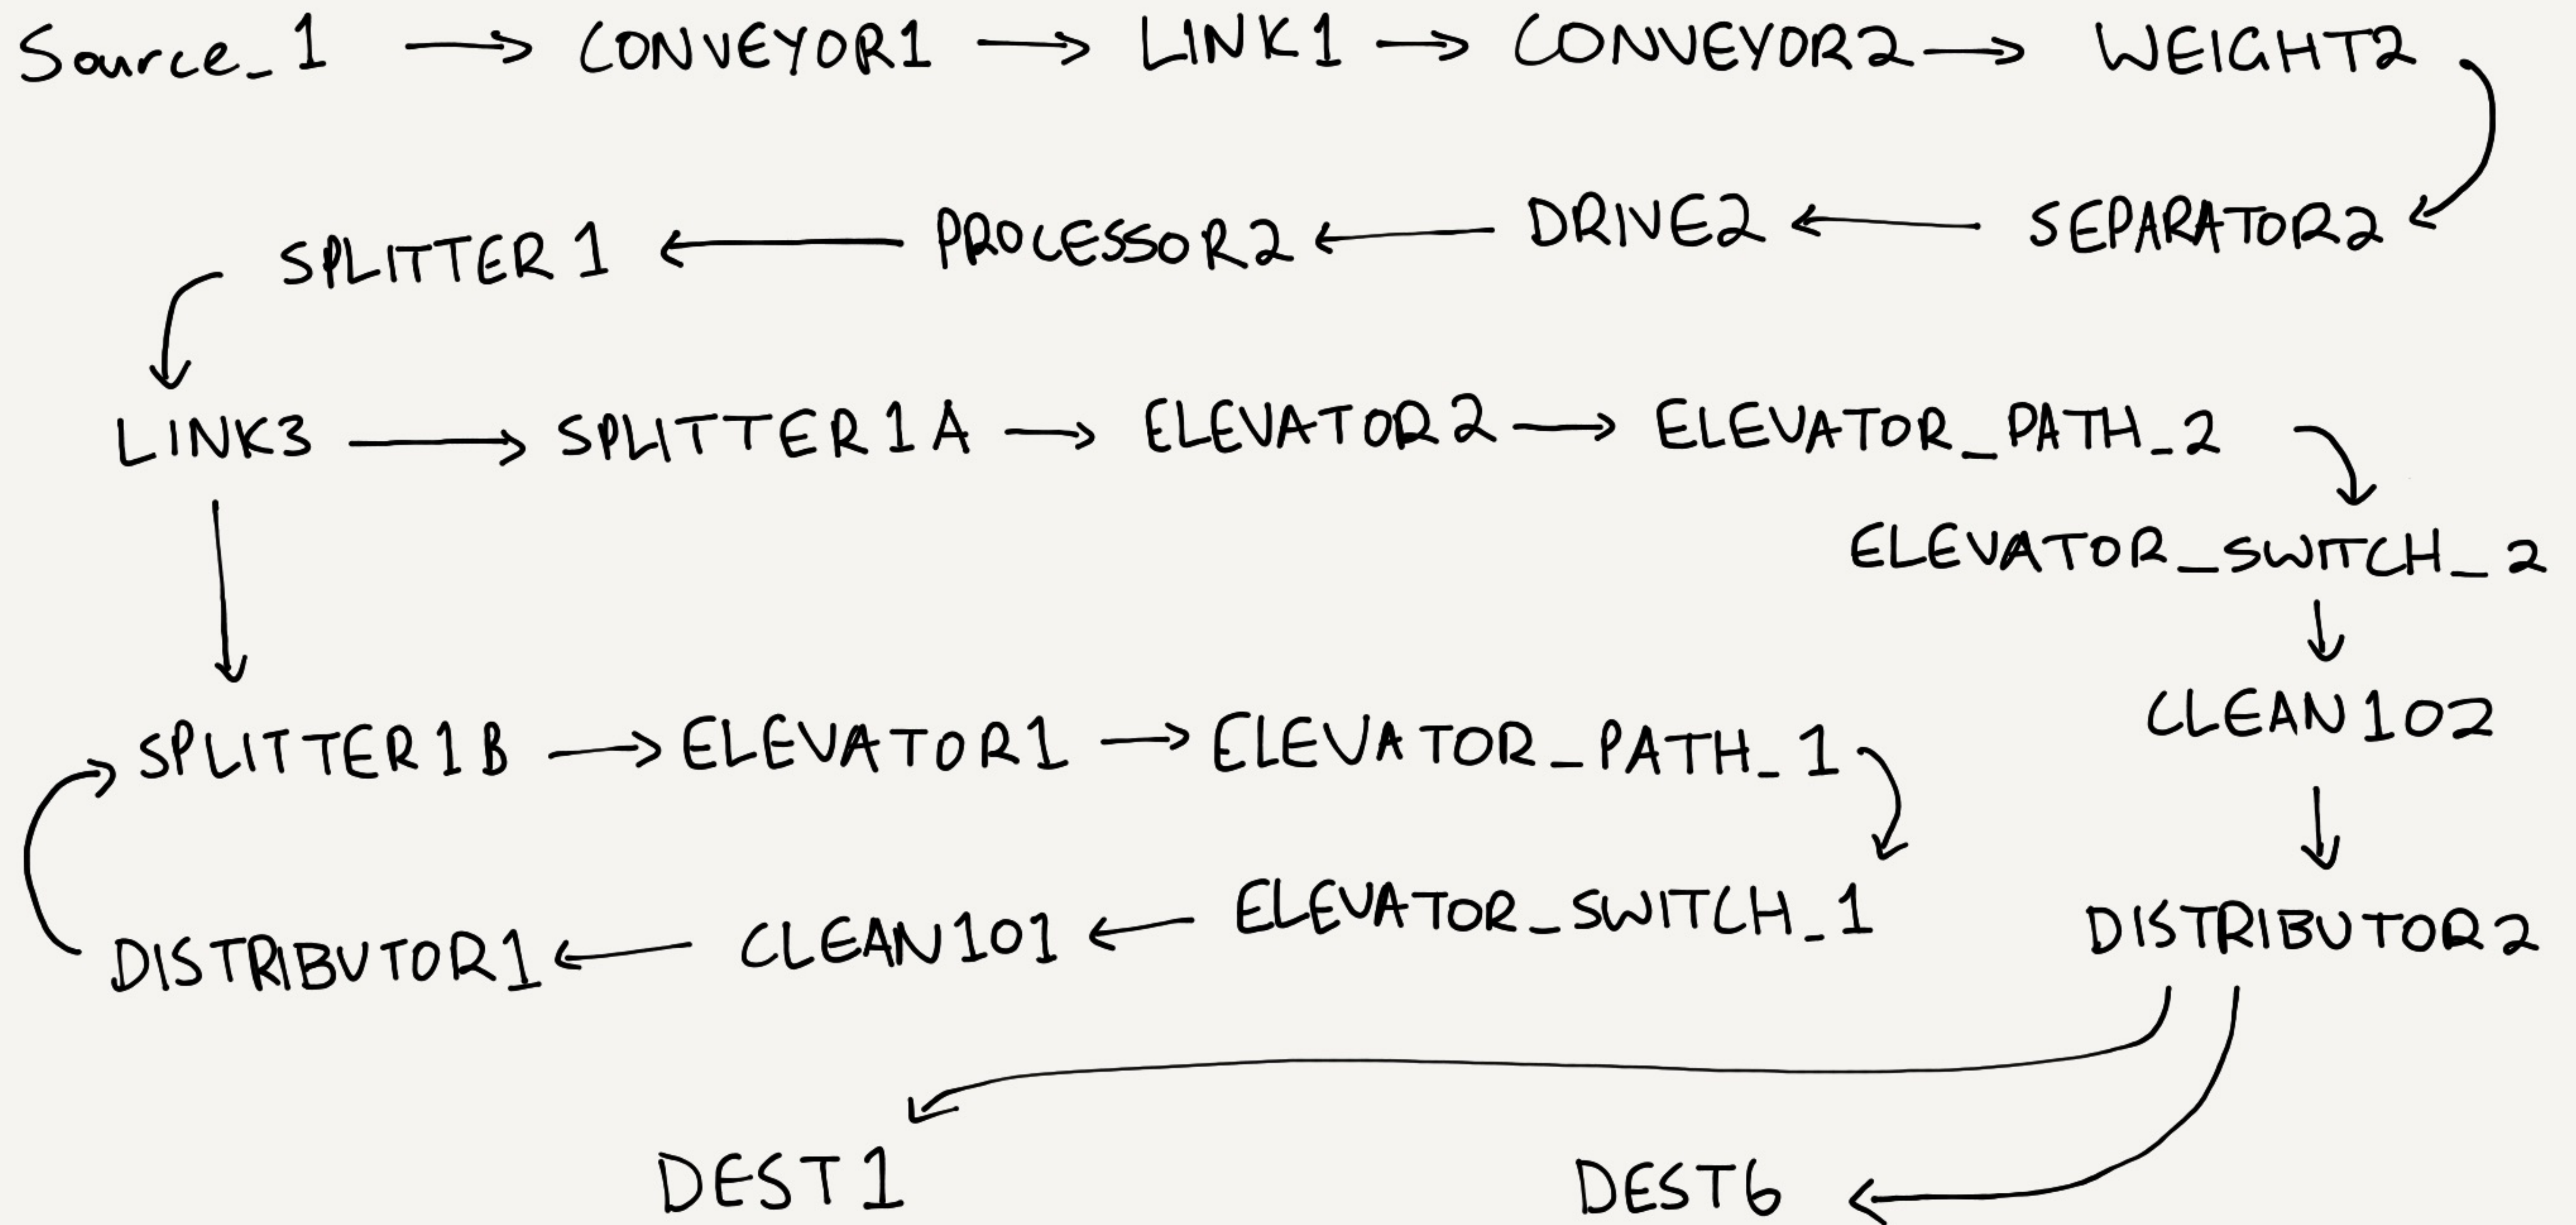 Source_1 → CONVEYOR1 → LINK1 → CONVEYOR2 → WEIGHT2
SPLITTER1 ← PROCESSOR2 ← DRIVE2 ← SEPARATOR2
LINK3 → SPLITTER1A → ELEVATOR2 → ELEVATOR_PATH_2
ELEVATOR_SWITCH_2
CLEAN102
SPLITTER1B → ELEVATOR1 → ELEVATOR_PATH_1
DISTRIBUTOR1 ← CLEAN101 ← ELEVATOR_SWITCH_1
DISTRIBUTOR2
DEST1
DEST6